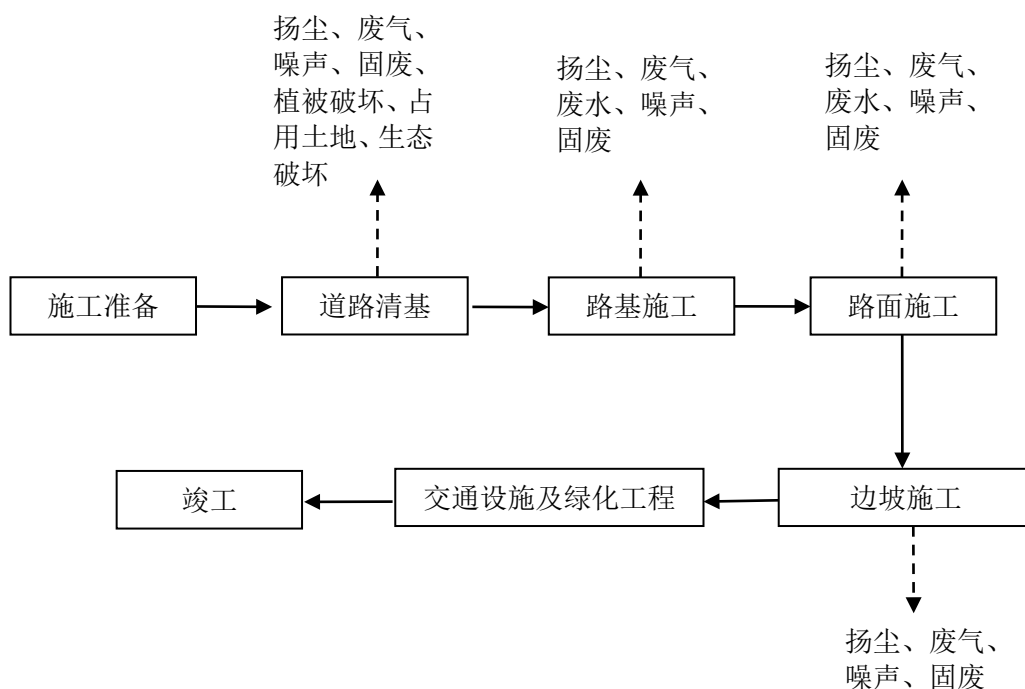 扬尘、废气、
噪声、固废、
植被破坏、占
用土地、生态
破坏
扬尘、废气、
废水、噪声、
固废
扬尘、废气、
废水、噪声、
固废
施工准备
道路清基
路基施工
路面施工
竣工
交通设施及绿化工程
边坡施工
扬尘、废气、
噪声、固废